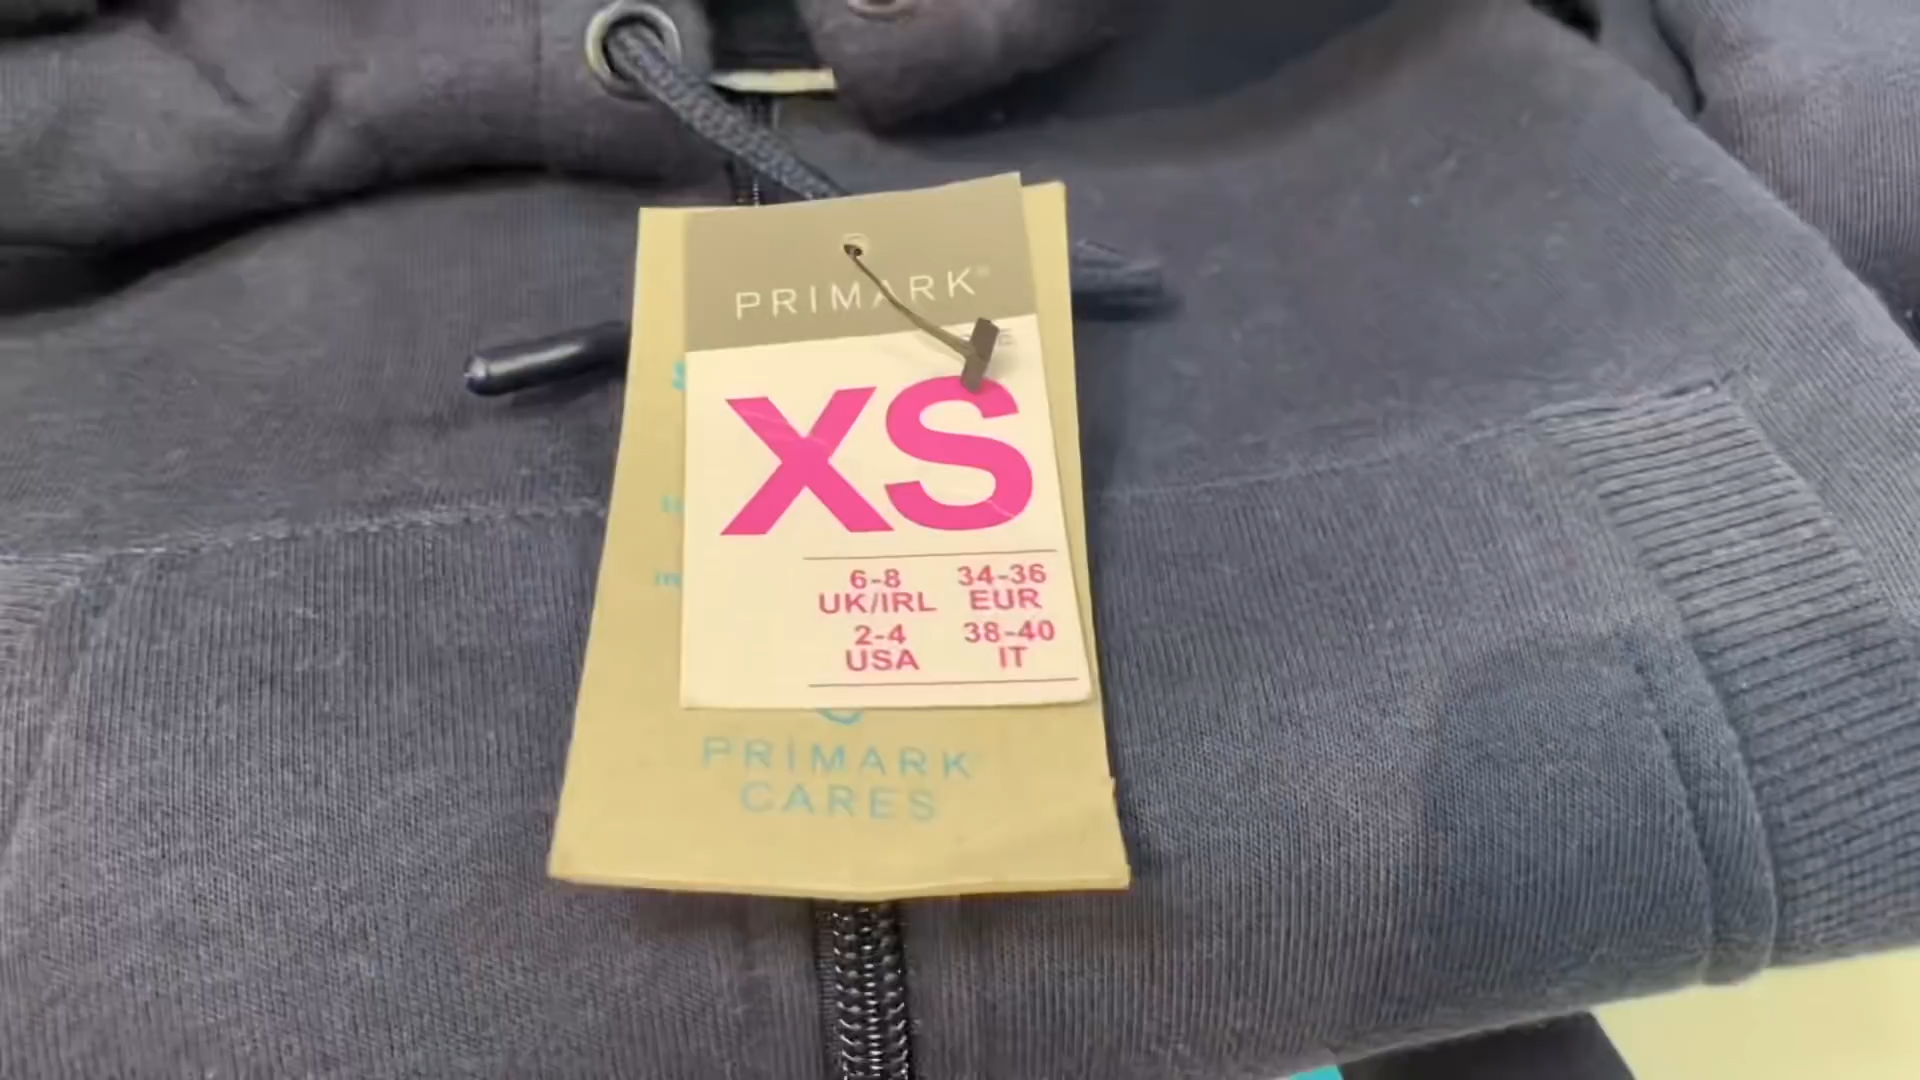 PRIMARK®
XS
6-8 34-36
UK/IRL EUR
2-4 38-40
USA IT
PRIMARK
CARES